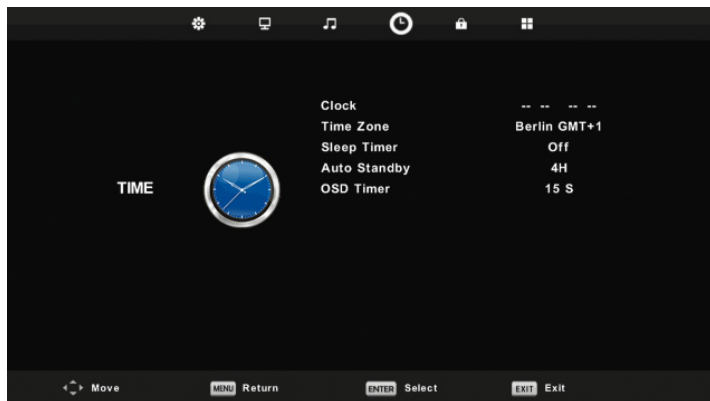 Clock -- -- -- --
Time Zone Berlin GMT+1
Sleep Timer Off
Auto Standby 4H
TIME
OSD Timer 15 S
Move MENU Return ENTER Select EXIT Exit